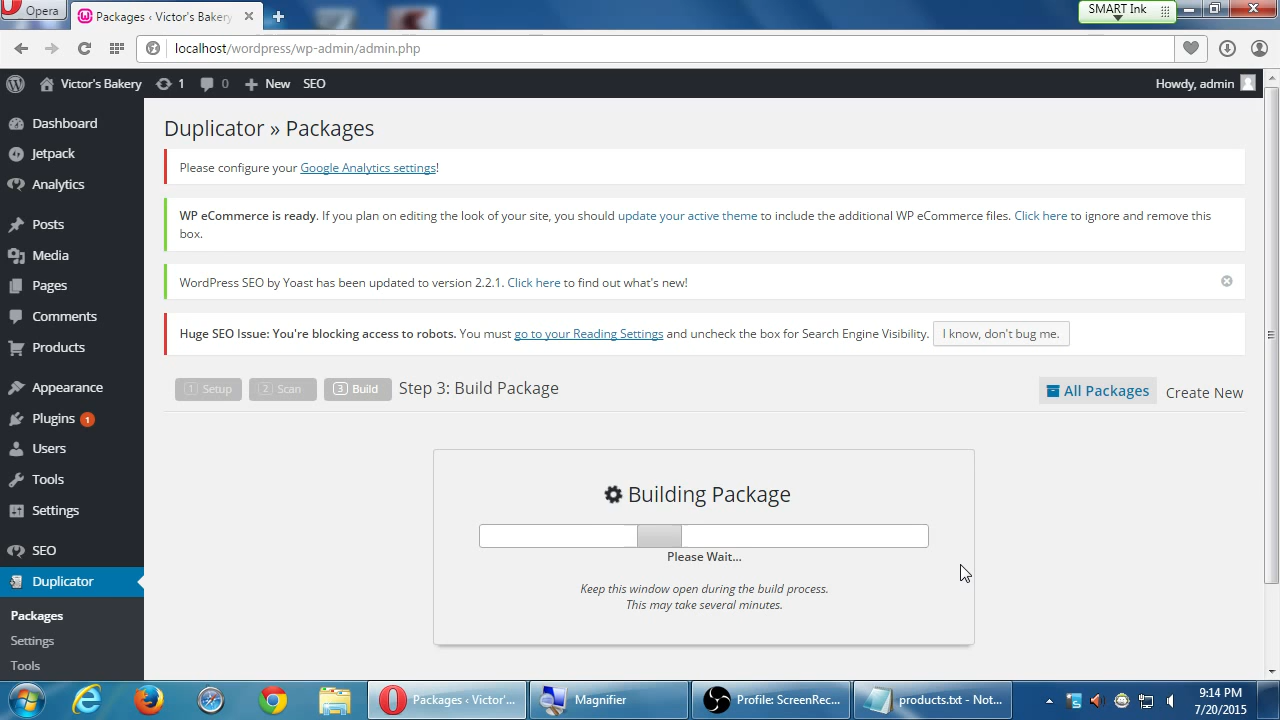 Opera
Packages ‹ Victor's Bakery
SMART Ink
localhost/wordpress/wp-admin/admin.php
Victor's Bakery
1
0
New
SEO
Howdy, admin
Dashboard
Jetpack
Analytics
Posts
Media
Pages
Comments
Products
Appearance
Plugins 1
Users
Tools
Settings
SEO
Duplicator
Packages
Settings
Tools
Duplicator » Packages
Please configure your Google Analytics settings!
WP eCommerce is ready. If you plan on editing the look of your site, you should update your active theme to include the additional WP eCommerce files. Click here to ignore and remove this
box.
WordPress SEO by Yoast has been updated to version 2.2.1. Click here to find out what's new!
Huge SEO Issue: You're blocking access to robots. You must go to your Reading Settings and uncheck the box for Search Engine Visibility. I know, don't bug me.
1 Setup 2 Scan 3 Build Step 3: Build Package
All Packages Create New
Building Package
Please Wait...
Keep this window open during the build process.
This may take several minutes.
Packages ‹ Victor'...
Magnifier
Profile: ScreenRec...
products.txt - Not...
9:14 PM
7/20/2015